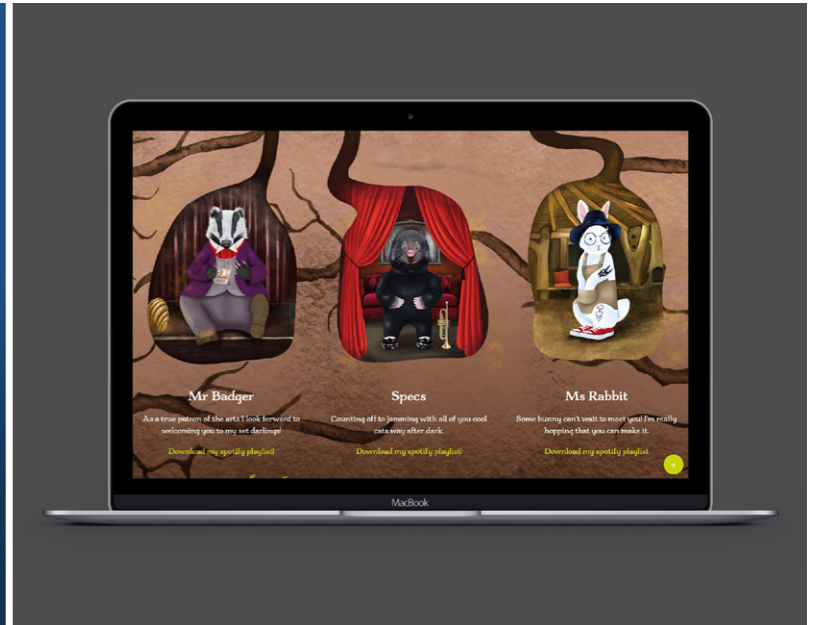 Mr Badger
As a true patron of the arts I look forward to
welcoming you to my set darlings!
Download my spotify playlist!
Specs
Counting off to jamming with all of you cool
cats way after dark.
Download my spotify playlist!
Ms Rabbit
Some bunny can't wait to meet you! I'm really
hopping that you can make it.
Download my spotify playlist
MacBook